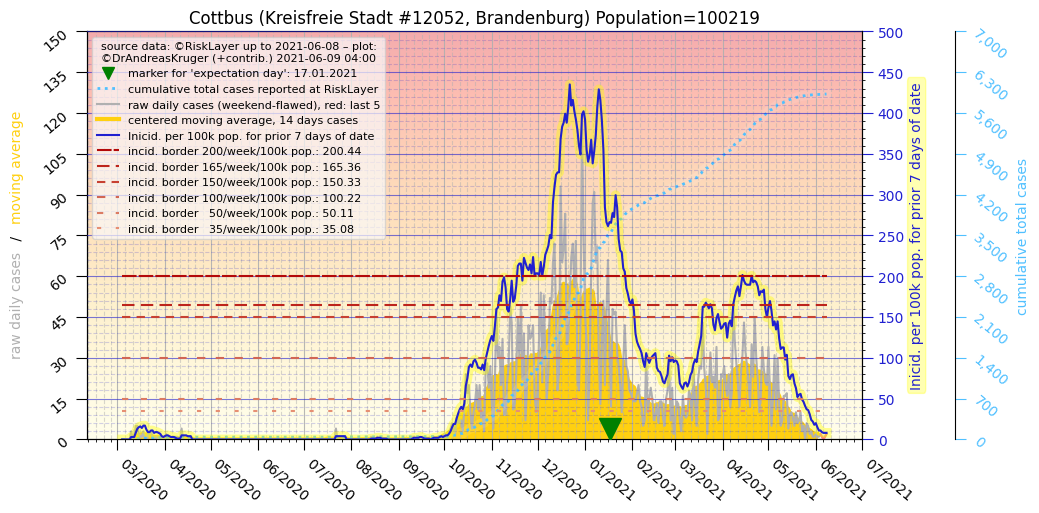 Cottbus (Kreisfreie Stadt #12052, Brandenburg) Population=100219
source data: ©RiskLayer up to 2021-06-08 – plot:
©DrAndreasKruger (+contrib.) 2021-06-09 04:00
marker for 'expectation day': 17.01.2021
cumulative total cases reported at RiskLayer
raw daily cases (weekend-flawed), red: last 5
centered moving average, 14 days cases
Inicid. per 100k pop. for prior 7 days of date
incid. border 200/week/100k pop.: 200.44
incid. border 165/week/100k pop.: 165.36
incid. border 150/week/100k pop.: 150.33
incid. border 100/week/100k pop.: 100.22
incid. border   50/week/100k pop.: 50.11
incid. border   35/week/100k pop.: 35.08
raw daily cases / moving average
150
135
120
105
90
75
60
45
30
15
0
500
450
400
350
300
250
200
150
100
50
0
Inicid. per 100k pop. for prior 7 days of date
7,000
6,300
5,600
4,900
4,200
3,500
2,800
2,100
1,400
700
0
cumulative total cases
03/2020
04/2020
05/2020
06/2020
07/2020
08/2020
09/2020
10/2020
11/2020
12/2020
01/2021
02/2021
03/2021
04/2021
05/2021
06/2021
07/2021